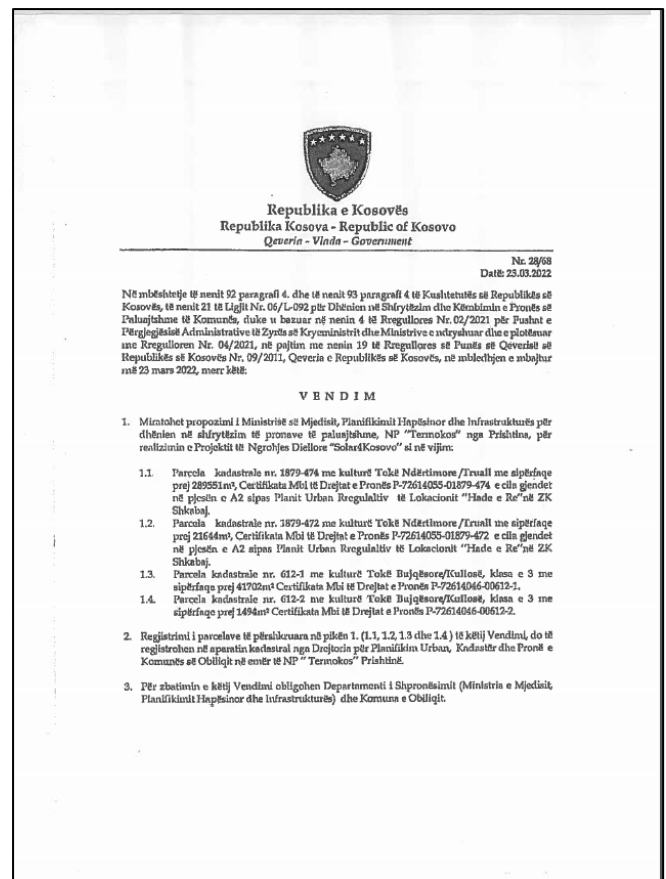 Republika e Kosovës
Republika Kosova - Republic of Kosovo
Qeveria - Vlada - Government
Nr. 28/68
Datë: 23.03.2022
Në mbështetje të nenit 92 paragrafi 4. dhe të nenit 93 paragrafi 4 të Kushtetutës së Republikës së
Kosovës, të nenit 21 të Ligjit Nr. 06/L-092 për Dhënien në Shfrytëzim dhe Këmbimin e Pronës së
Paluajtshme të Komunës, duke u bazuar në nenin 4 të Rregullores Nr. 02/2021 për Fushat e
Përgjegjësisë Administrative të Zyrës së Kryeministrit dhe Ministrive e ndryshuar dhe e plotësuar
me Rregulloren Nr. 04/2021, në pajtim me nenin 19 të Rregullores së Punës së Qeverisë së
Republikës së Kosovës Nr. 09/2011, Qeveria e Republikës së Kosovës, në mbledhjen e mbajtur
më 23 mars 2022, merr këtë:
V E N D I M
1. Miratohet propozimi i Ministrisë së Mjedisit, Planifikimit Hapësinor dhe Infrastrukturës për
dhënien në shfrytëzim të pronave të paluajtshme, NP "Termokos" nga Prishtina, për
realizimin e Projektit të Ngrohjes Diellore "Solar4Kosovo" si në vijim:
1.1. Parcela kadastrale nr. 1879-474 me kulturë Tokë Ndërtimore/Truall me sipërfaqe
prej 289551m², Certifikata Mbi të Drejtat e Pronës P-72614055-01879-474 e cila gjendet
në pjesën e A2 sipas Planit Urban Rregullativ të Lokacionit "Hade e Re"në ZK
Shkabaj.
1.2. Parcela kadastrale nr. 1879-472 me kulturë Tokë Ndërtimore/Truall me sipërfaqe
prej 21644m², Certifikata Mbi të Drejtat e Pronës P-72614055-01879-472 e cila gjendet
në pjesën e A2 sipas Planit Urban Rregullativ të Lokacionit "Hade e Re"në ZK
Shkabaj.
1.3. Parcela kadastrale nr. 612-1 me kulturë Tokë Bujqësore/Kullosë, klasa e 3 me
sipërfaqe prej 41702m² Certifikata Mbi të Drejtat e Pronës P-72614046-00612-1.
1.4. Parcela kadastrale nr. 612-2 me kulturë Tokë Bujqësore/Kullosë, klasa e 3 me
sipërfaqe prej 1494m² Certifikata Mbi të Drejtat e Pronës P-72614046-00612-2.
2. Regjistrimi i parcelave të përshkruara në pikën 1. (1.1, 1.2, 1.3 dhe 1.4 ) të këtij Vendimi, do të
regjistrohen në aparatin kadastral nga Drejtoria për Planifikim Urban, Kadastër dhe Pronë e
Komunës së Obiliqit në emër të NP " Termokos" Prishtinë.
3. Për zbatimin e këtij Vendimi obligohen Departamenti i Shpronësimit (Ministria e Mjedisit,
Planifikimit Hapësinor dhe Infrastrukturës) dhe Komuna e Obiliqit.